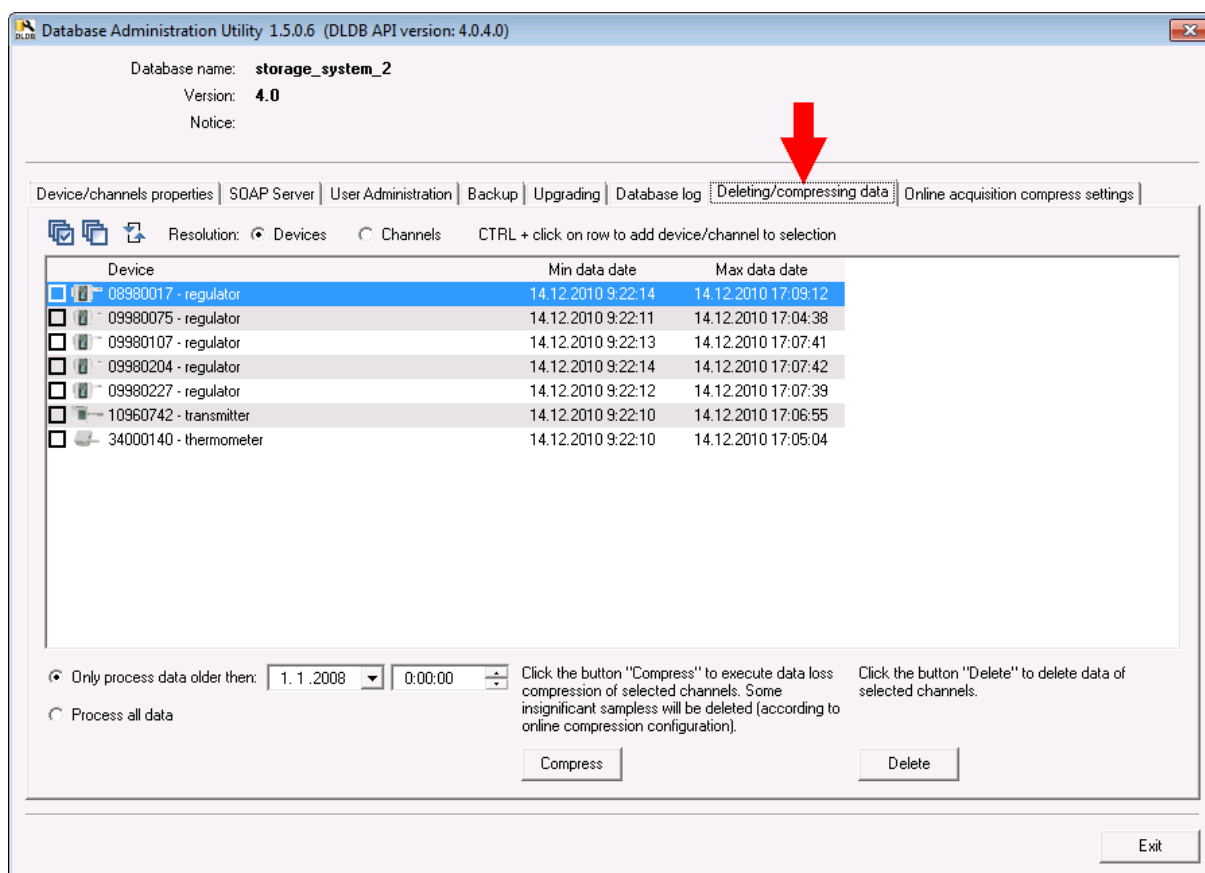 Database Administration Utility 1.5.0.6 (DLDB API version: 4.0.4.0)
Database name: storage_system_2
Version: 4.0
Notice:
Device/channels properties SOAP Server User Administration Backup Upgrading Database log Deleting/compressing data Online acquisition compress settings
Resolution: Devices Channels CTRL + click on row to add device/channel to selection
Device Min data date Max data date
08980017 - regulator 14.12.2010 9:22:14 14.12.2010 17:09:12
09980075 - regulator 14.12.2010 9:22:11 14.12.2010 17:04:38
09980107 - regulator 14.12.2010 9:22:13 14.12.2010 17:07:41
09980204 - regulator 14.12.2010 9:22:14 14.12.2010 17:07:42
09980227 - regulator 14.12.2010 9:22:12 14.12.2010 17:07:39
10960742 - transmitter 14.12.2010 9:22:10 14.12.2010 17:06:55
34000140 - thermometer 14.12.2010 9:22:10 14.12.2010 17:05:04
Only process data older then: 1. 1 .2008 0:00:00
Process all data
Click the button "Compress" to execute data loss
compression of selected channels. Some
insignificant sampless will be deleted (according to
online compression configuration).
Compress
Click the button "Delete" to delete data of
selected channels.
Delete
Exit